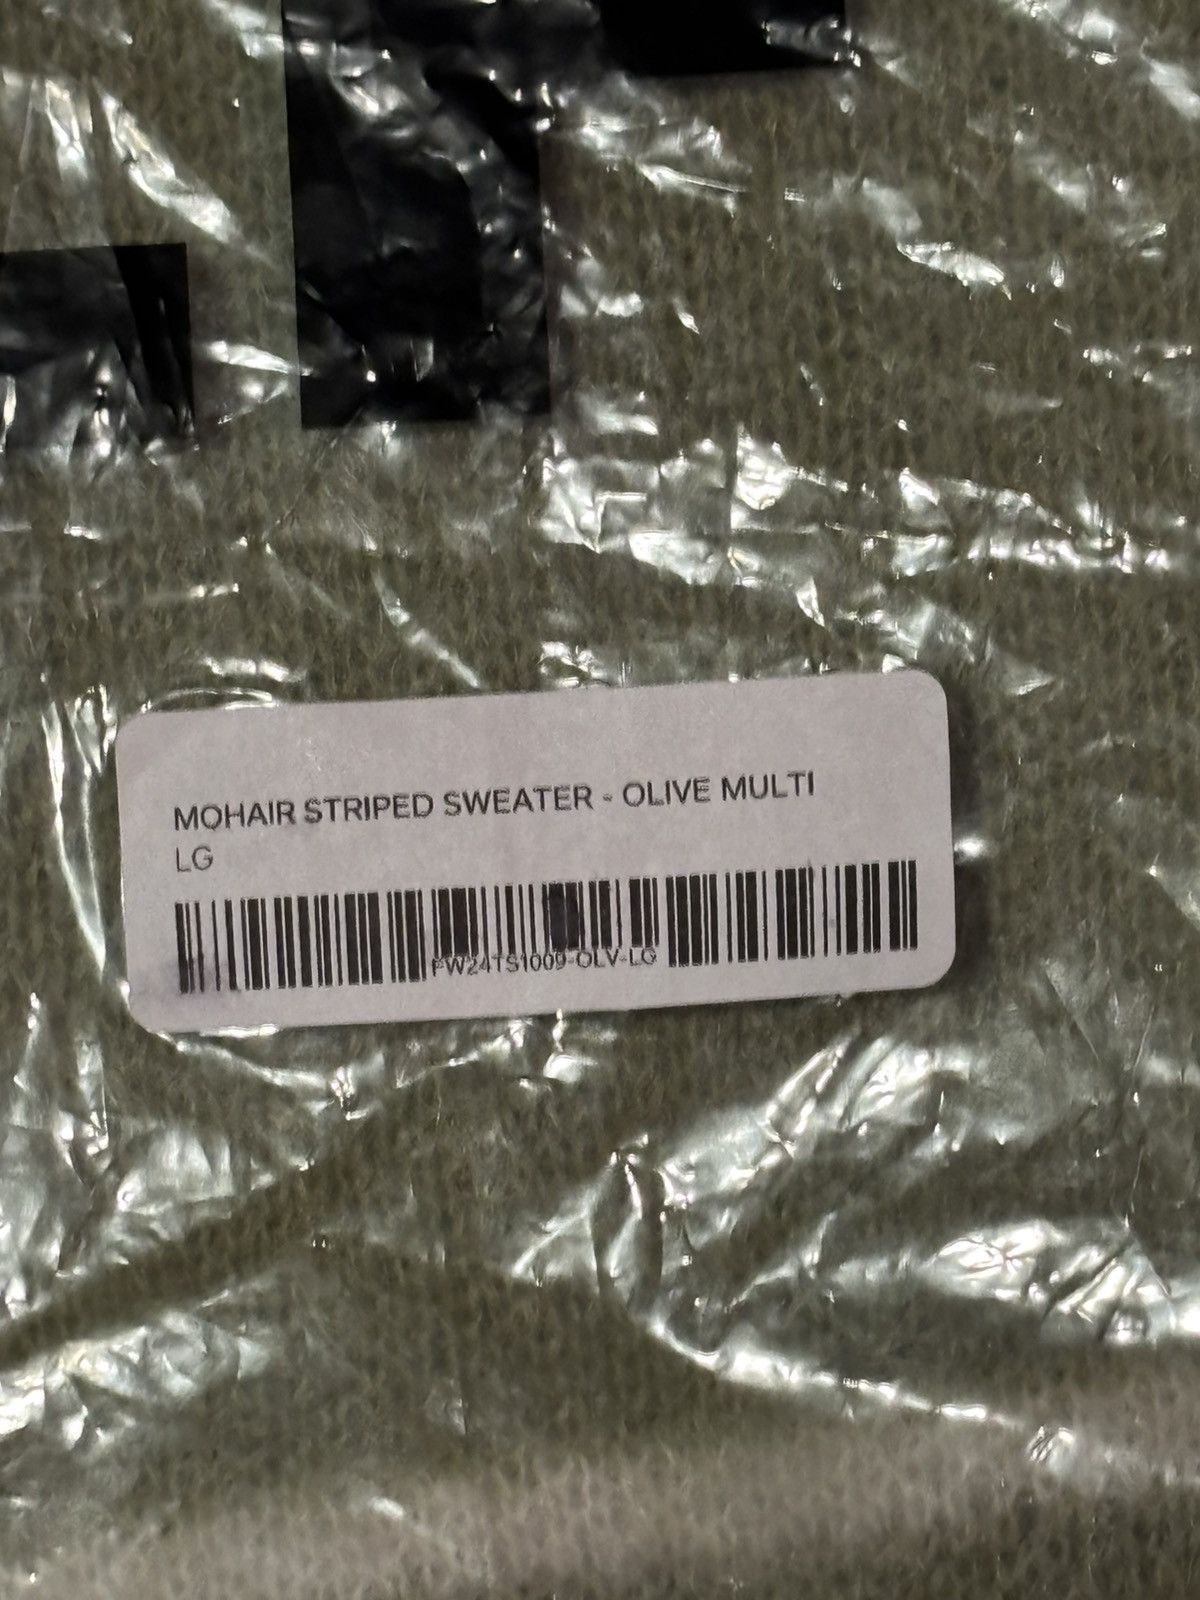 MOHAIR STRIPED SWEATER - OLIVE MULTI
LG
FW24TS1009-OLV-LG